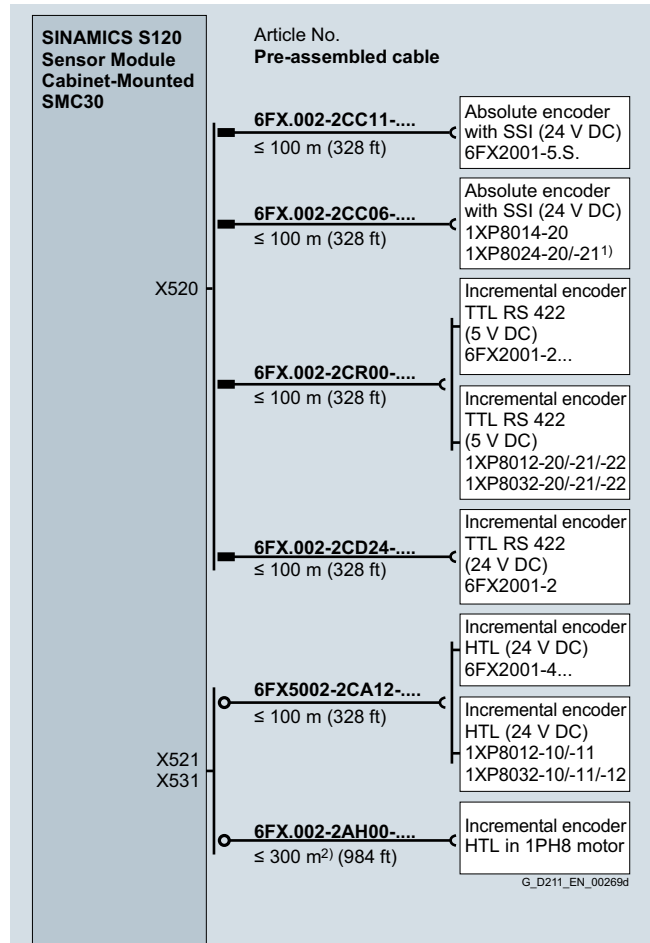 SINAMICS S120
Sensor Module
Cabinet-Mounted
SMC30
Article No.
Pre-assembled cable
6FX.002-2CC11-....
≤ 100 m (328 ft)
Absolute encoder
with SSI (24 V DC)
6FX2001-5.S.
6FX.002-2CC06-....
≤ 100 m (328 ft)
Absolute encoder
with SSI (24 V DC)
1XP8014-20
1XP8024-20/-21¹⁾
X520
6FX.002-2CR00-....
≤ 100 m (328 ft)
Incremental encoder
TTL RS 422
(5 V DC)
6FX2001-2...
Incremental encoder
TTL RS 422
(5 V DC)
1XP8012-20/-21/-22
1XP8032-20/-21/-22
6FX.002-2CD24-....
≤ 100 m (328 ft)
Incremental encoder
TTL RS 422
(24 V DC)
6FX2001-2
6FX5002-2CA12-....
≤ 100 m (328 ft)
Incremental encoder
HTL (24 V DC)
6FX2001-4...
Incremental encoder
HTL (24 V DC)
1XP8012-10/-11
1XP8032-10/-11/-12
X521
X531
6FX.002-2AH00-....
≤ 300 m²⁾ (984 ft)
Incremental encoder
HTL in 1PH8 motor
G_D211_EN_00269d